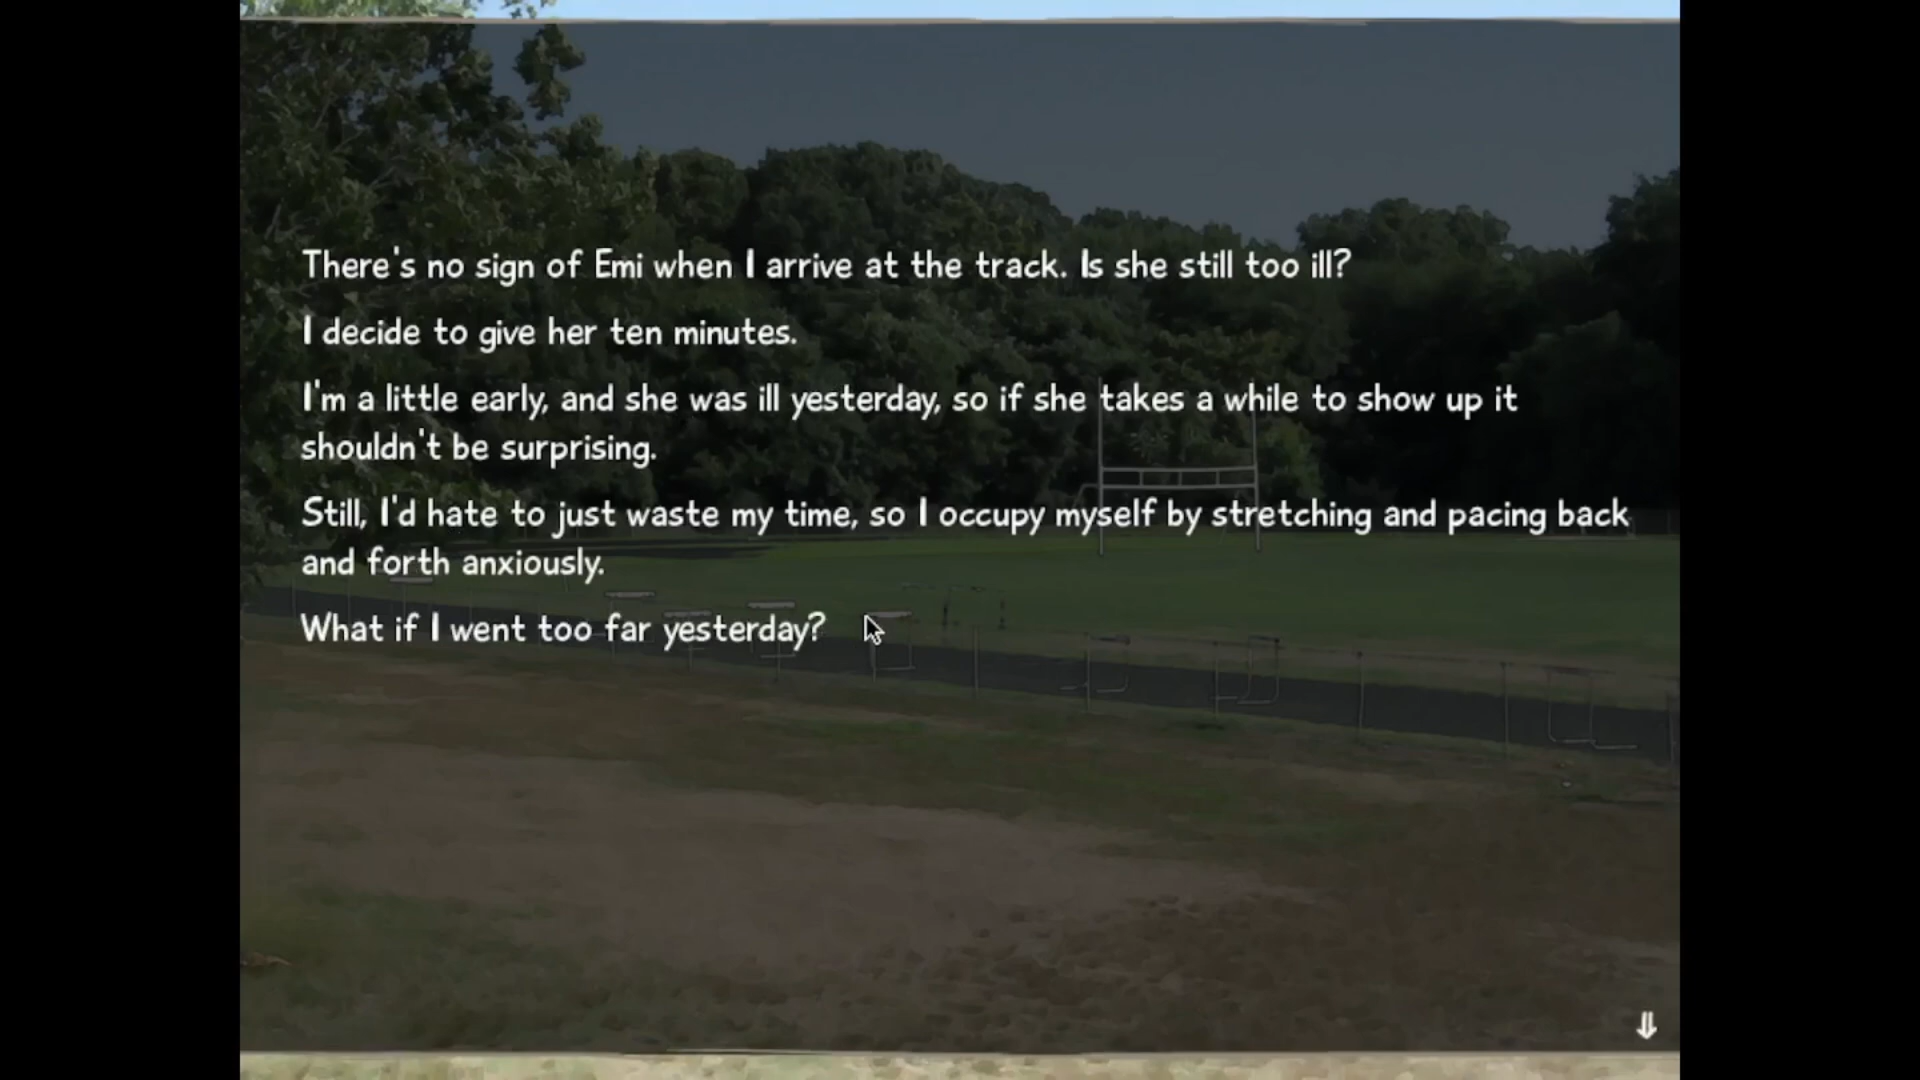 There's no sign of Emi when I arrive at the track. Is she still too ill?
I decide to give her ten minutes.
I'm a little early, and she was ill yesterday, so if she takes a while to show up it
shouldn't be surprising.
Still, I'd hate to just waste my time, so I occupy myself by stretching and pacing back
and forth anxiously.
What if I went too far yesterday?